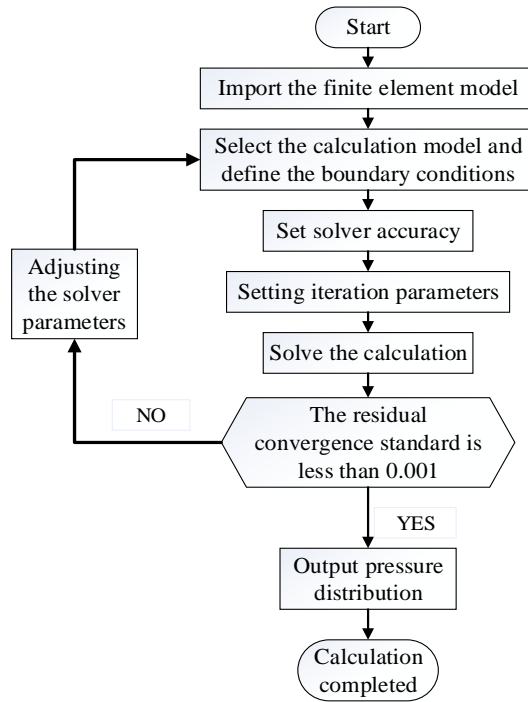 Start
Import the finite element model
Select the calculation model and
define the boundary conditions
Set solver accuracy
Adjusting
the solver
parameters
Setting iteration parameters
Solve the calculation
NO
The residual
convergence standard is
less than 0.001
YES
Output pressure
distribution
Calculation
completed